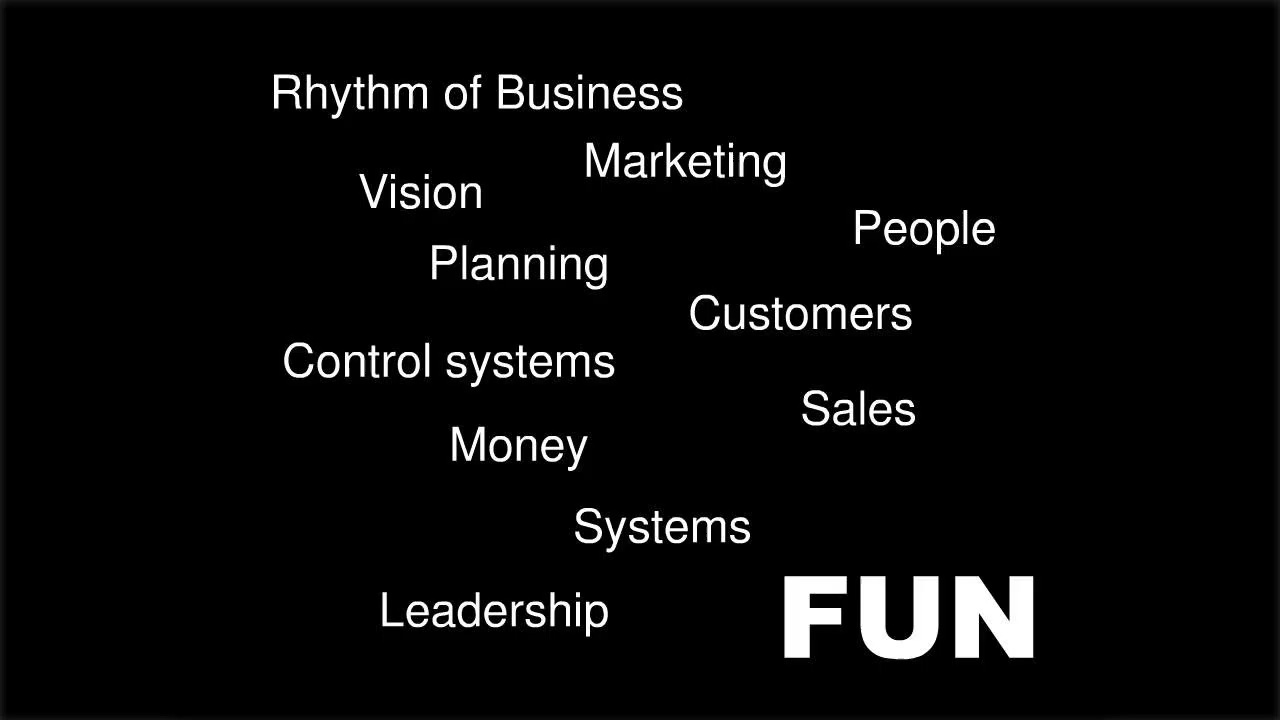 Rhythm of Business
Marketing
Vision
People
Planning
Customers
Control systems
Sales
Money
Systems
Leadership
FUN